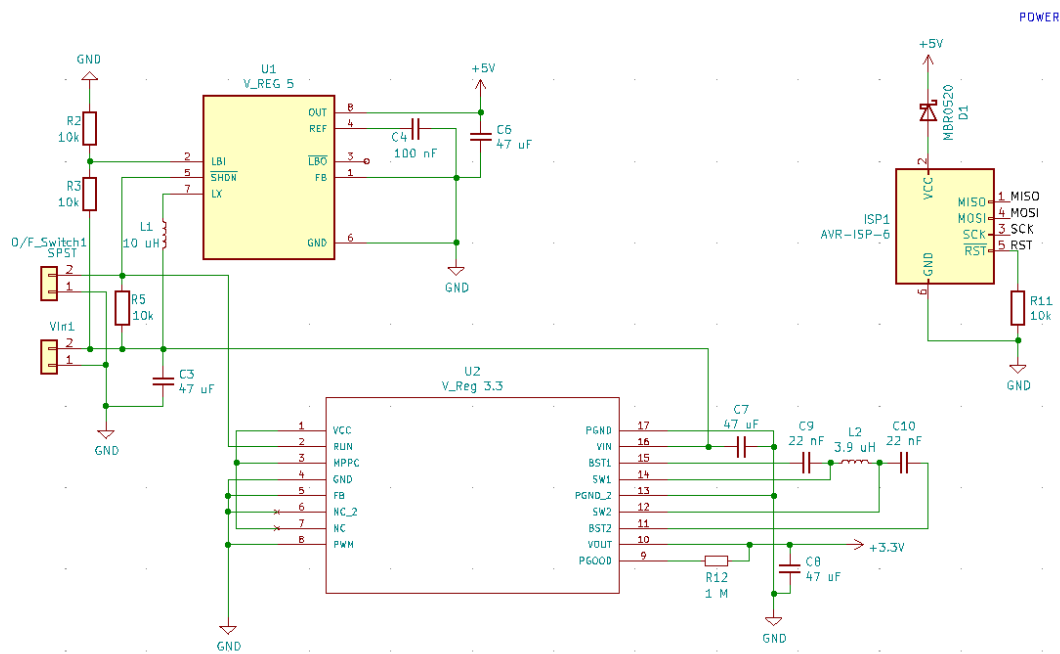 POWER
GND
R2
10k
R3
10k
U1
V_REG 5
OUT 8
REF 4
2 LBI
LBO 3
5 SHDN
FB 1
7 LX
GND 6
C4
100 nF
+5V
C6
47 uF
GND
L1
10 uH
O/F_Switch1
SPST
2
1
R5
10k
Vin1
2
1
C3
47 uF
GND
+5V
MBR0520
D1
2
VCC
ISP1
AVR-ISP-6
MISO 1 MISO
MOSI 4 MOSI
SCK 3 SCK
RST 5 RST
GND
6
R11
10k
GND
U2
V_Reg 3.3
1 VCC
2 RUN
3 MPPC
4 GND
5 FB
6 NC_2
7 NC
8 PWM
PGND 17
VIN 16
BST1 15
SW1 14
PGND_2 13
SW2 12
BST2 11
VOUT 10
PGOOD 9
C7
47 uF
C9
22 nF
L2
3.9 uH
C10
22 nF
+3.3V
R12
1 M
C8
47 uF
GND
GND